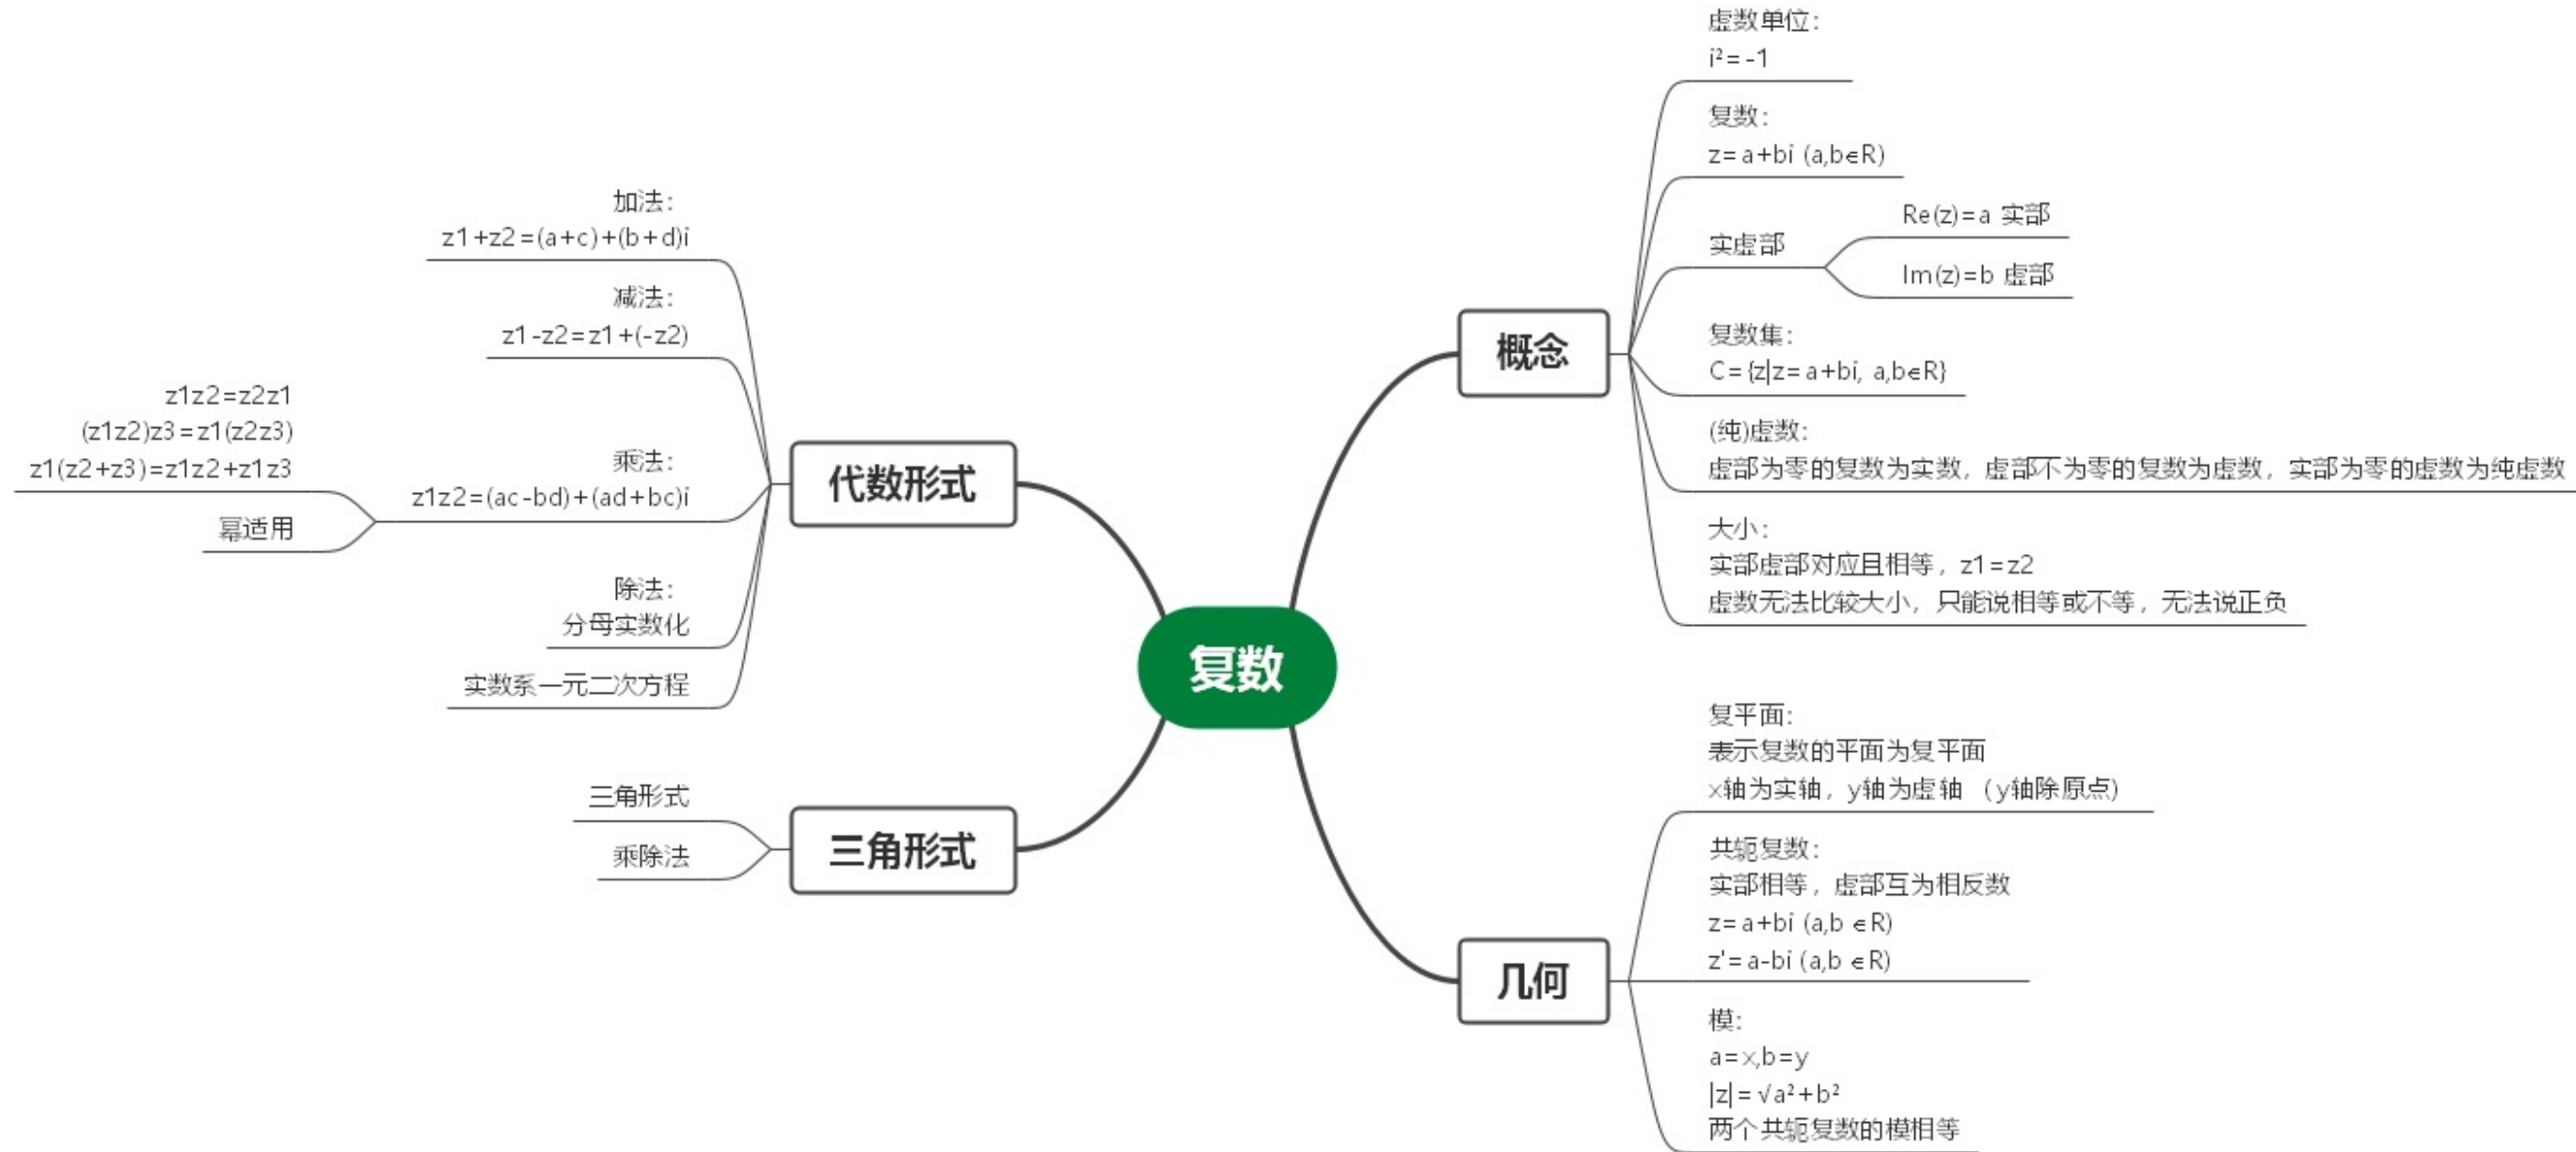 复数
概念
虚数单位：
i²=-1
复数：
z=a+bi (a,b∈R)
实虚部
Re(z)=a 实部
Im(z)=b 虚部
复数集：
C={z|z=a+bi, a,b∈R}
(纯)虚数：
虚部为零的复数为实数，虚部不为零的复数为虚数，实部为零的虚数为纯虚数
大小：
实部虚部对应且相等，z1=z2
虚数无法比较大小，只能说相等或不等，无法说正负
几何
复平面：
表示复数的平面为复平面
x轴为实轴，y轴为虚轴 （y轴除原点）
共轭复数：
实部相等，虚部互为相反数
z=a+bi (a,b ∈R)
z'=a-bi (a,b ∈R)
模：
a=x,b=y
|z|=√a²+b²
两个共轭复数的模相等
代数形式
加法：
z1+z2=(a+c)+(b+d)i
减法：
z1-z2=z1+(-z2)
乘法：
z1z2=(ac-bd)+(ad+bc)i
z1z2=z2z1
(z1z2)z3=z1(z2z3)
z1(z2+z3)=z1z2+z1z3
幂适用
除法：
分母实数化
实数系一元二次方程
三角形式
三角形式
乘除法